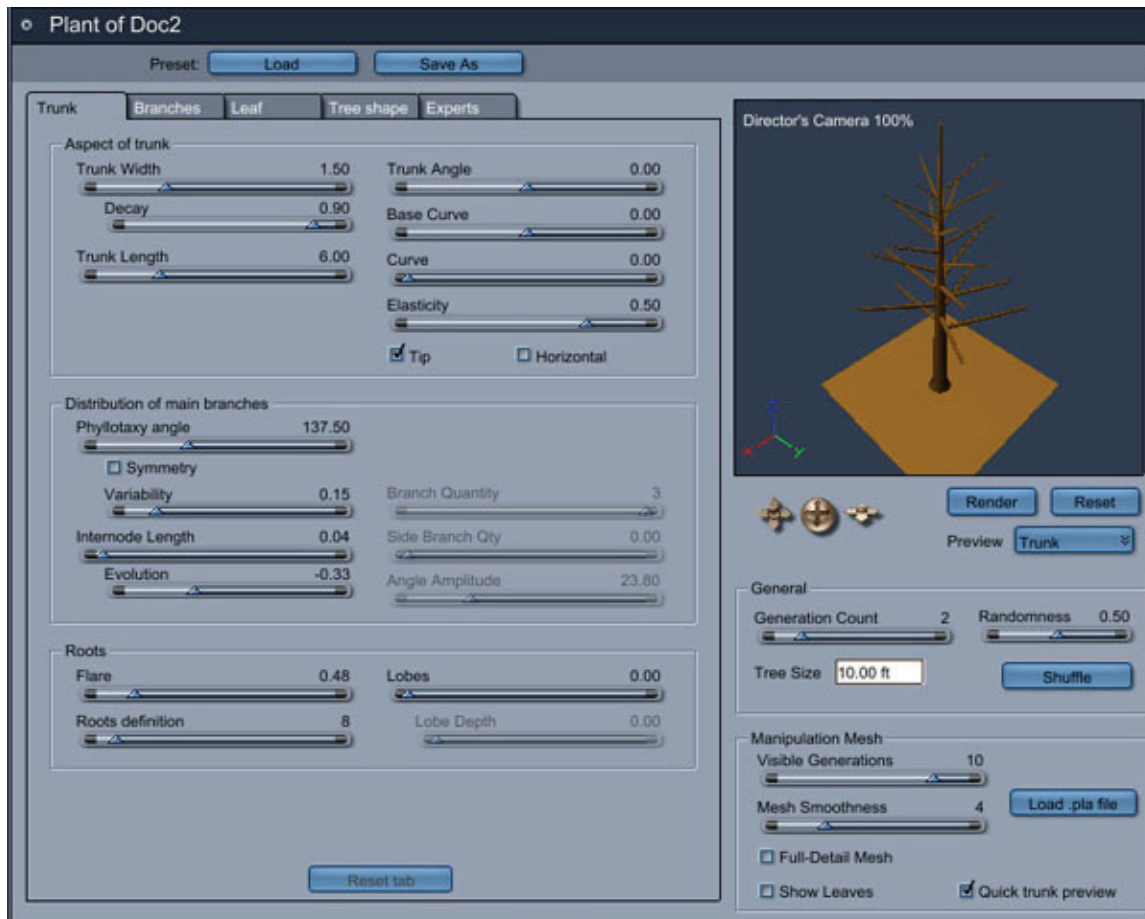 Plant of Doc2
Preset: Load Save As
Trunk Branches Leaf Tree shape Experts
Aspect of trunk
Trunk Width 1.50
Decay 0.90
Trunk Length 6.00
Trunk Angle 0.00
Base Curve 0.00
Curve 0.00
Elasticity 0.50
Tip Horizontal
Distribution of main branches
Phyllotaxy angle 137.50
Symmetry
Variability 0.15
Internode Length 0.04
Evolution -0.33
Branch Quantity 3
Side Branch Qty 0.00
Angle Amplitude 23.80
Roots
Flare 0.48
Roots definition 8
Lobes 0.00
Lobe Depth 0.00
Reset tab
Director's Camera 100%
Z
X
Y
Render Reset
Preview Trunk
General
Generation Count 2
Randomness 0.50
Tree Size 10.00 ft
Shuffle
Manipulation Mesh
Visible Generations 10
Mesh Smoothness 4
Load .pla file
Full-Detail Mesh
Show Leaves
Quick trunk preview